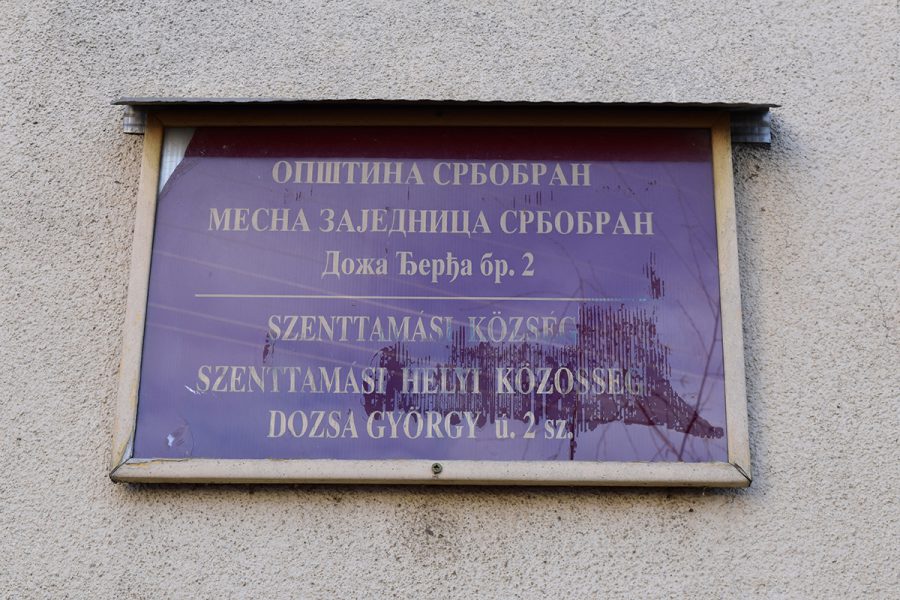 ОПШТИНА СРБОБРАН
МЕСНА ЗАЈЕДНИЦА СРБОБРАН
Дожа Ђерђа бр. 2
SZENTTAMÁSI KÖZSÉG
SZENTTAMÁSI HELYI KÖZÖSSÉG
DOZSA GYÖRGY u. 2 sz.